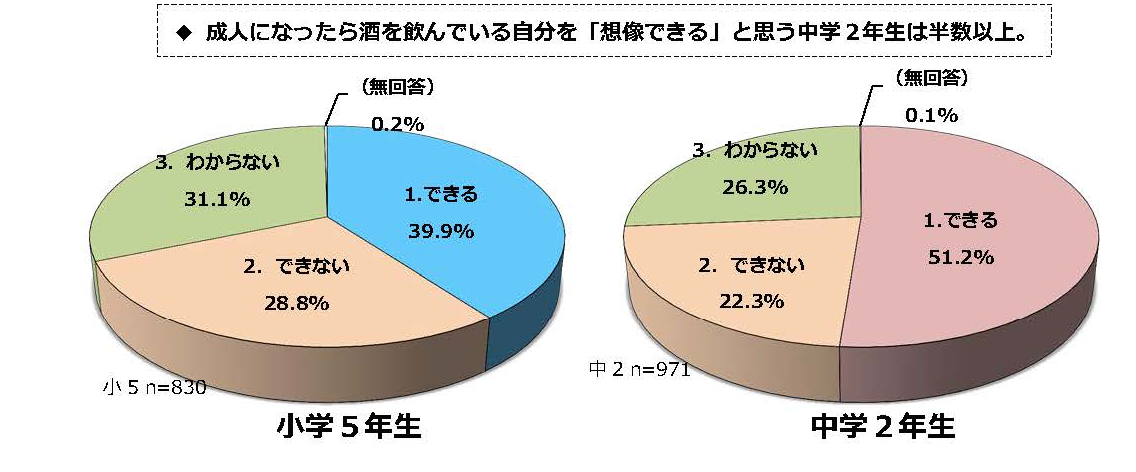 ◆ 成人になったら酒を飲んでいる自分を「想像できる」と思う中学２年生は半数以上。
（無回答）
0.2%
3．わからない
31.1%
1.できる
39.9%
2．できない
28.8%
小５ n=830
小学５年生
（無回答）
0.1%
3．わからない
26.3%
1.できる
51.2%
2．できない
22.3%
中２ n=971
中学２年生